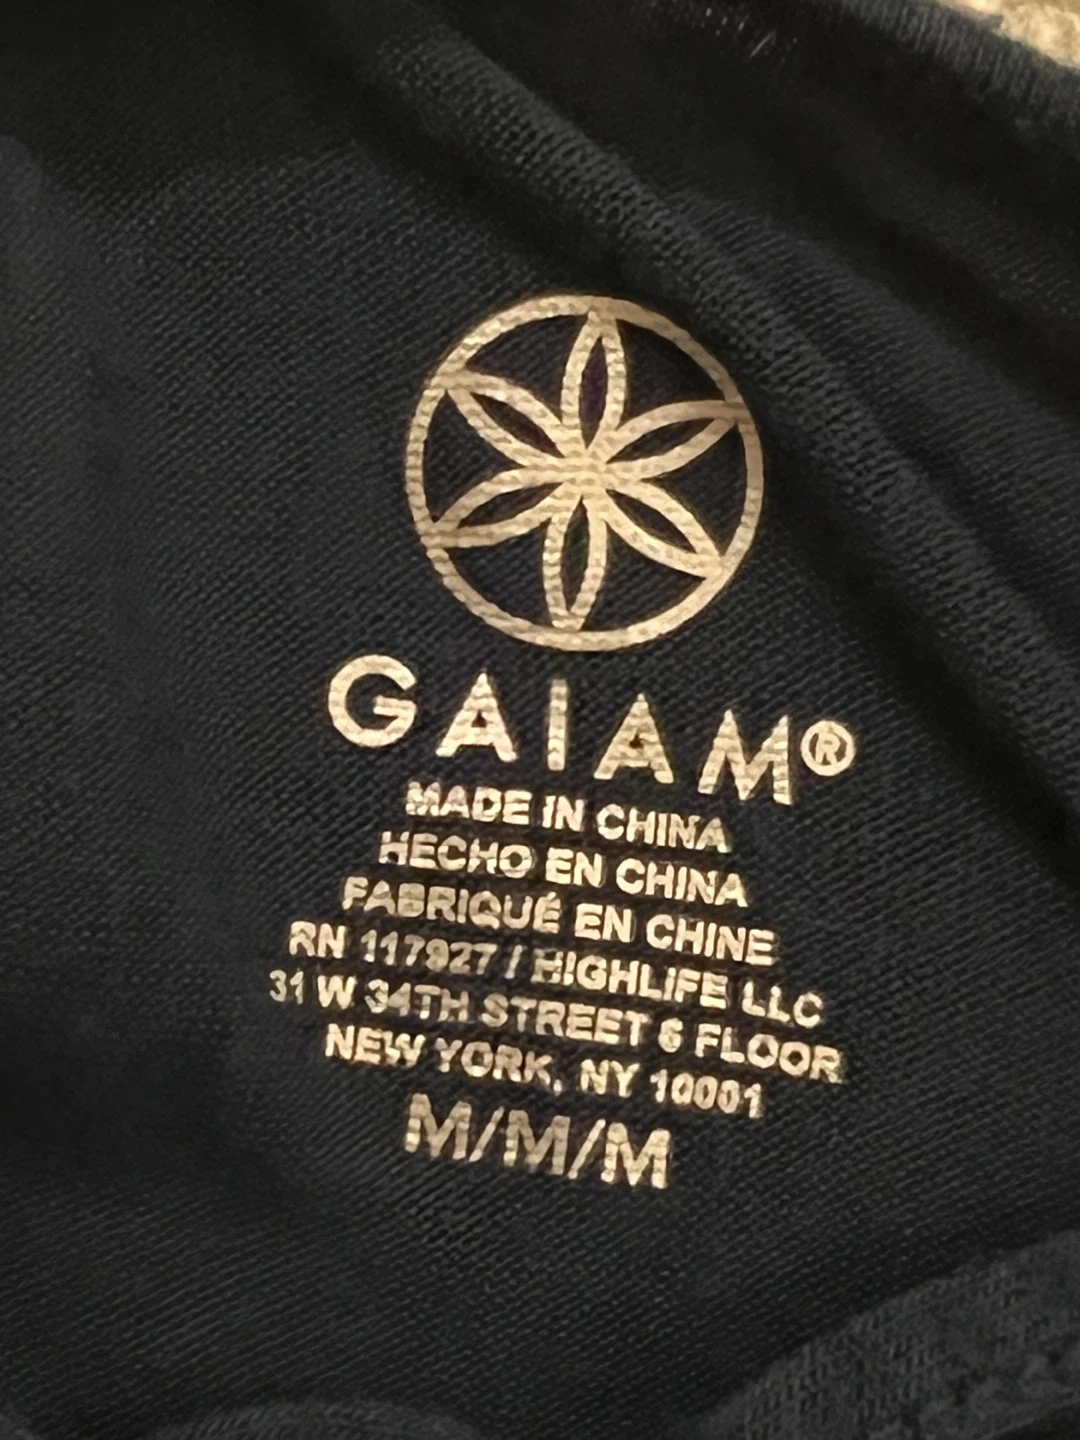 GAIAM®
MADE IN CHINA
HECHO EN CHINA
FABRIQUÉ EN CHINE
RN 117927 / HIGHLIFE LLC
31 W 34TH STREET 6 FLOOR
NEW YORK, NY 10001
M/M/M